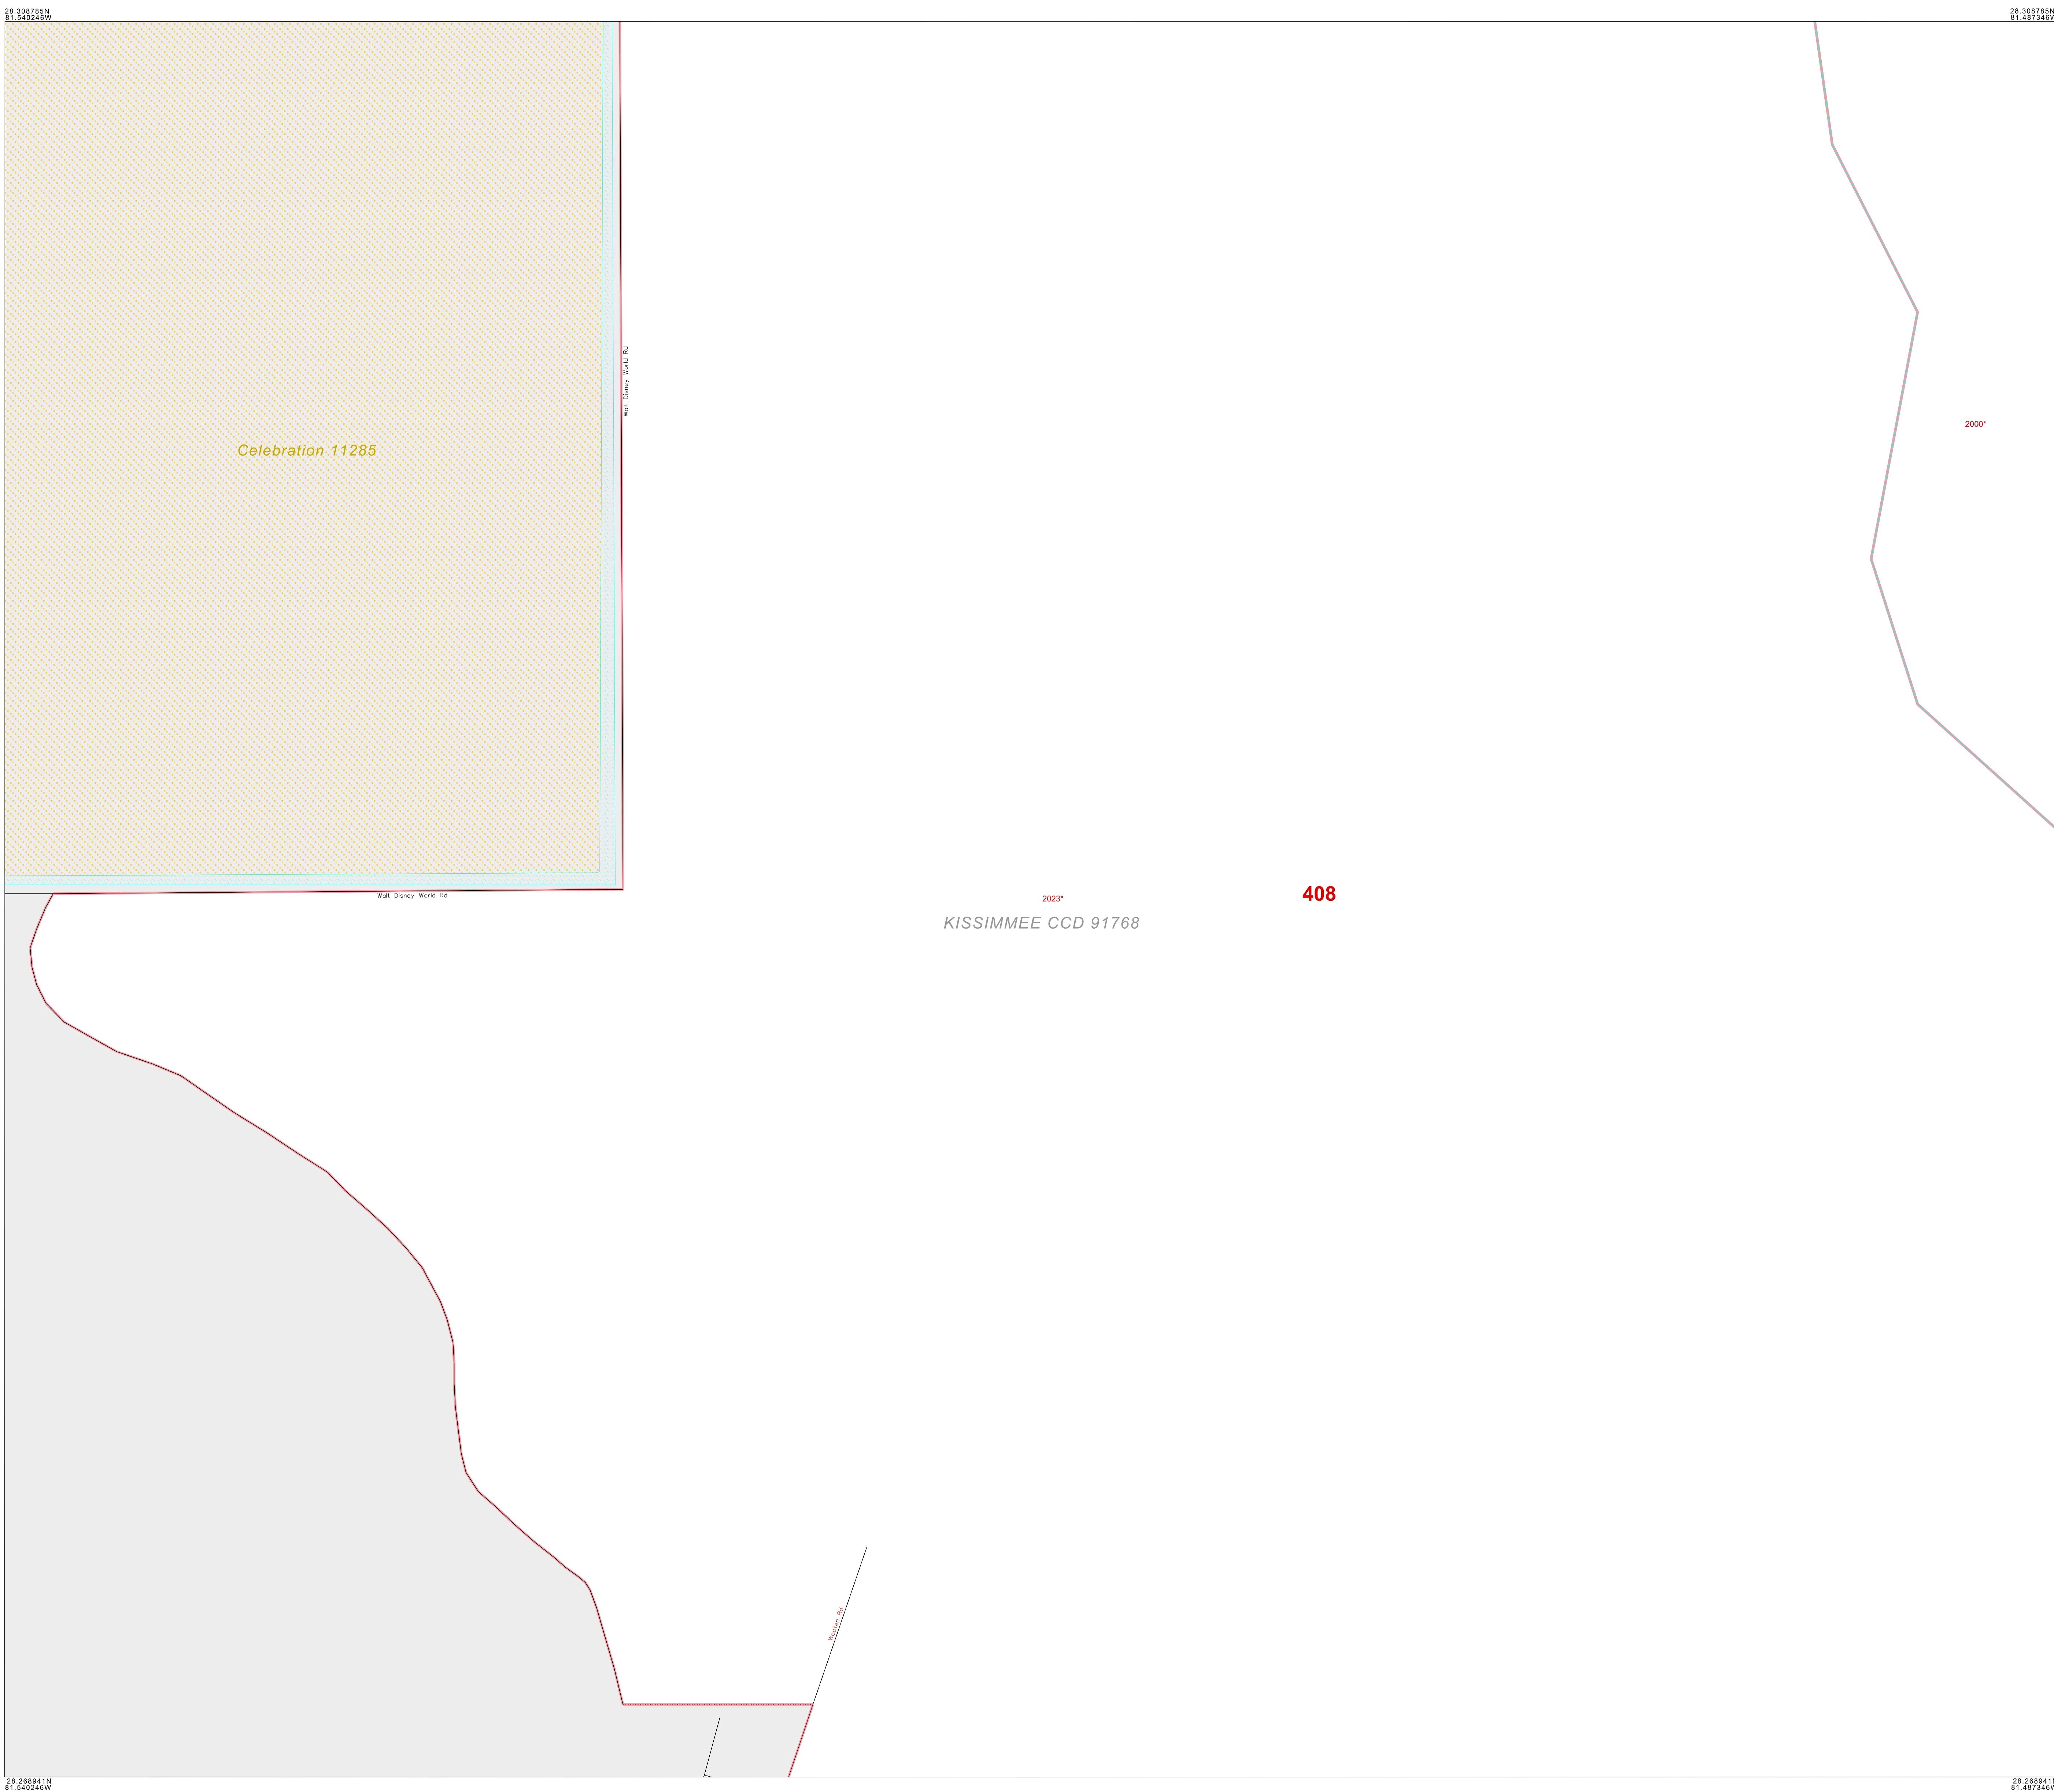 28.308785N
81.540246W
28.308785N
81.487346W
Walt Disney World Rd
2000*
Celebration 11285
Walt Disney World Rd
2023*
408
KISSIMMEE CCD 91768
28.268941N
81.540246W
28.268941N
81.487346W